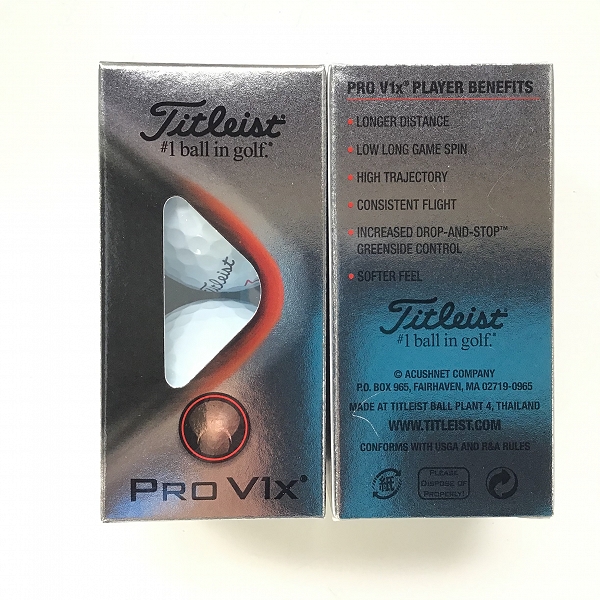 Titleist®
#1 ball in golf.®
Titleist
PRO V1X®
PRO V1x® PLAYER BENEFITS
• LONGER DISTANCE
• LOW LONG GAME SPIN
• HIGH TRAJECTORY
• CONSISTENT FLIGHT
• INCREASED DROP-AND-STOP™
GREENSIDE CONTROL
• SOFTER FEEL
Titleist®
#1 ball in golf.®
© ACUSHNET COMPANY
P.O. BOX 965, FAIRHAVEN, MA 02719-0965
MADE AT TITLEIST BALL PLANT 4, THAILAND
WWW.TITLEIST.COM
CONFORMS WITH USGA AND R&A RULES
紙
PLEASE
DISPOSE OF
PROPERLY!